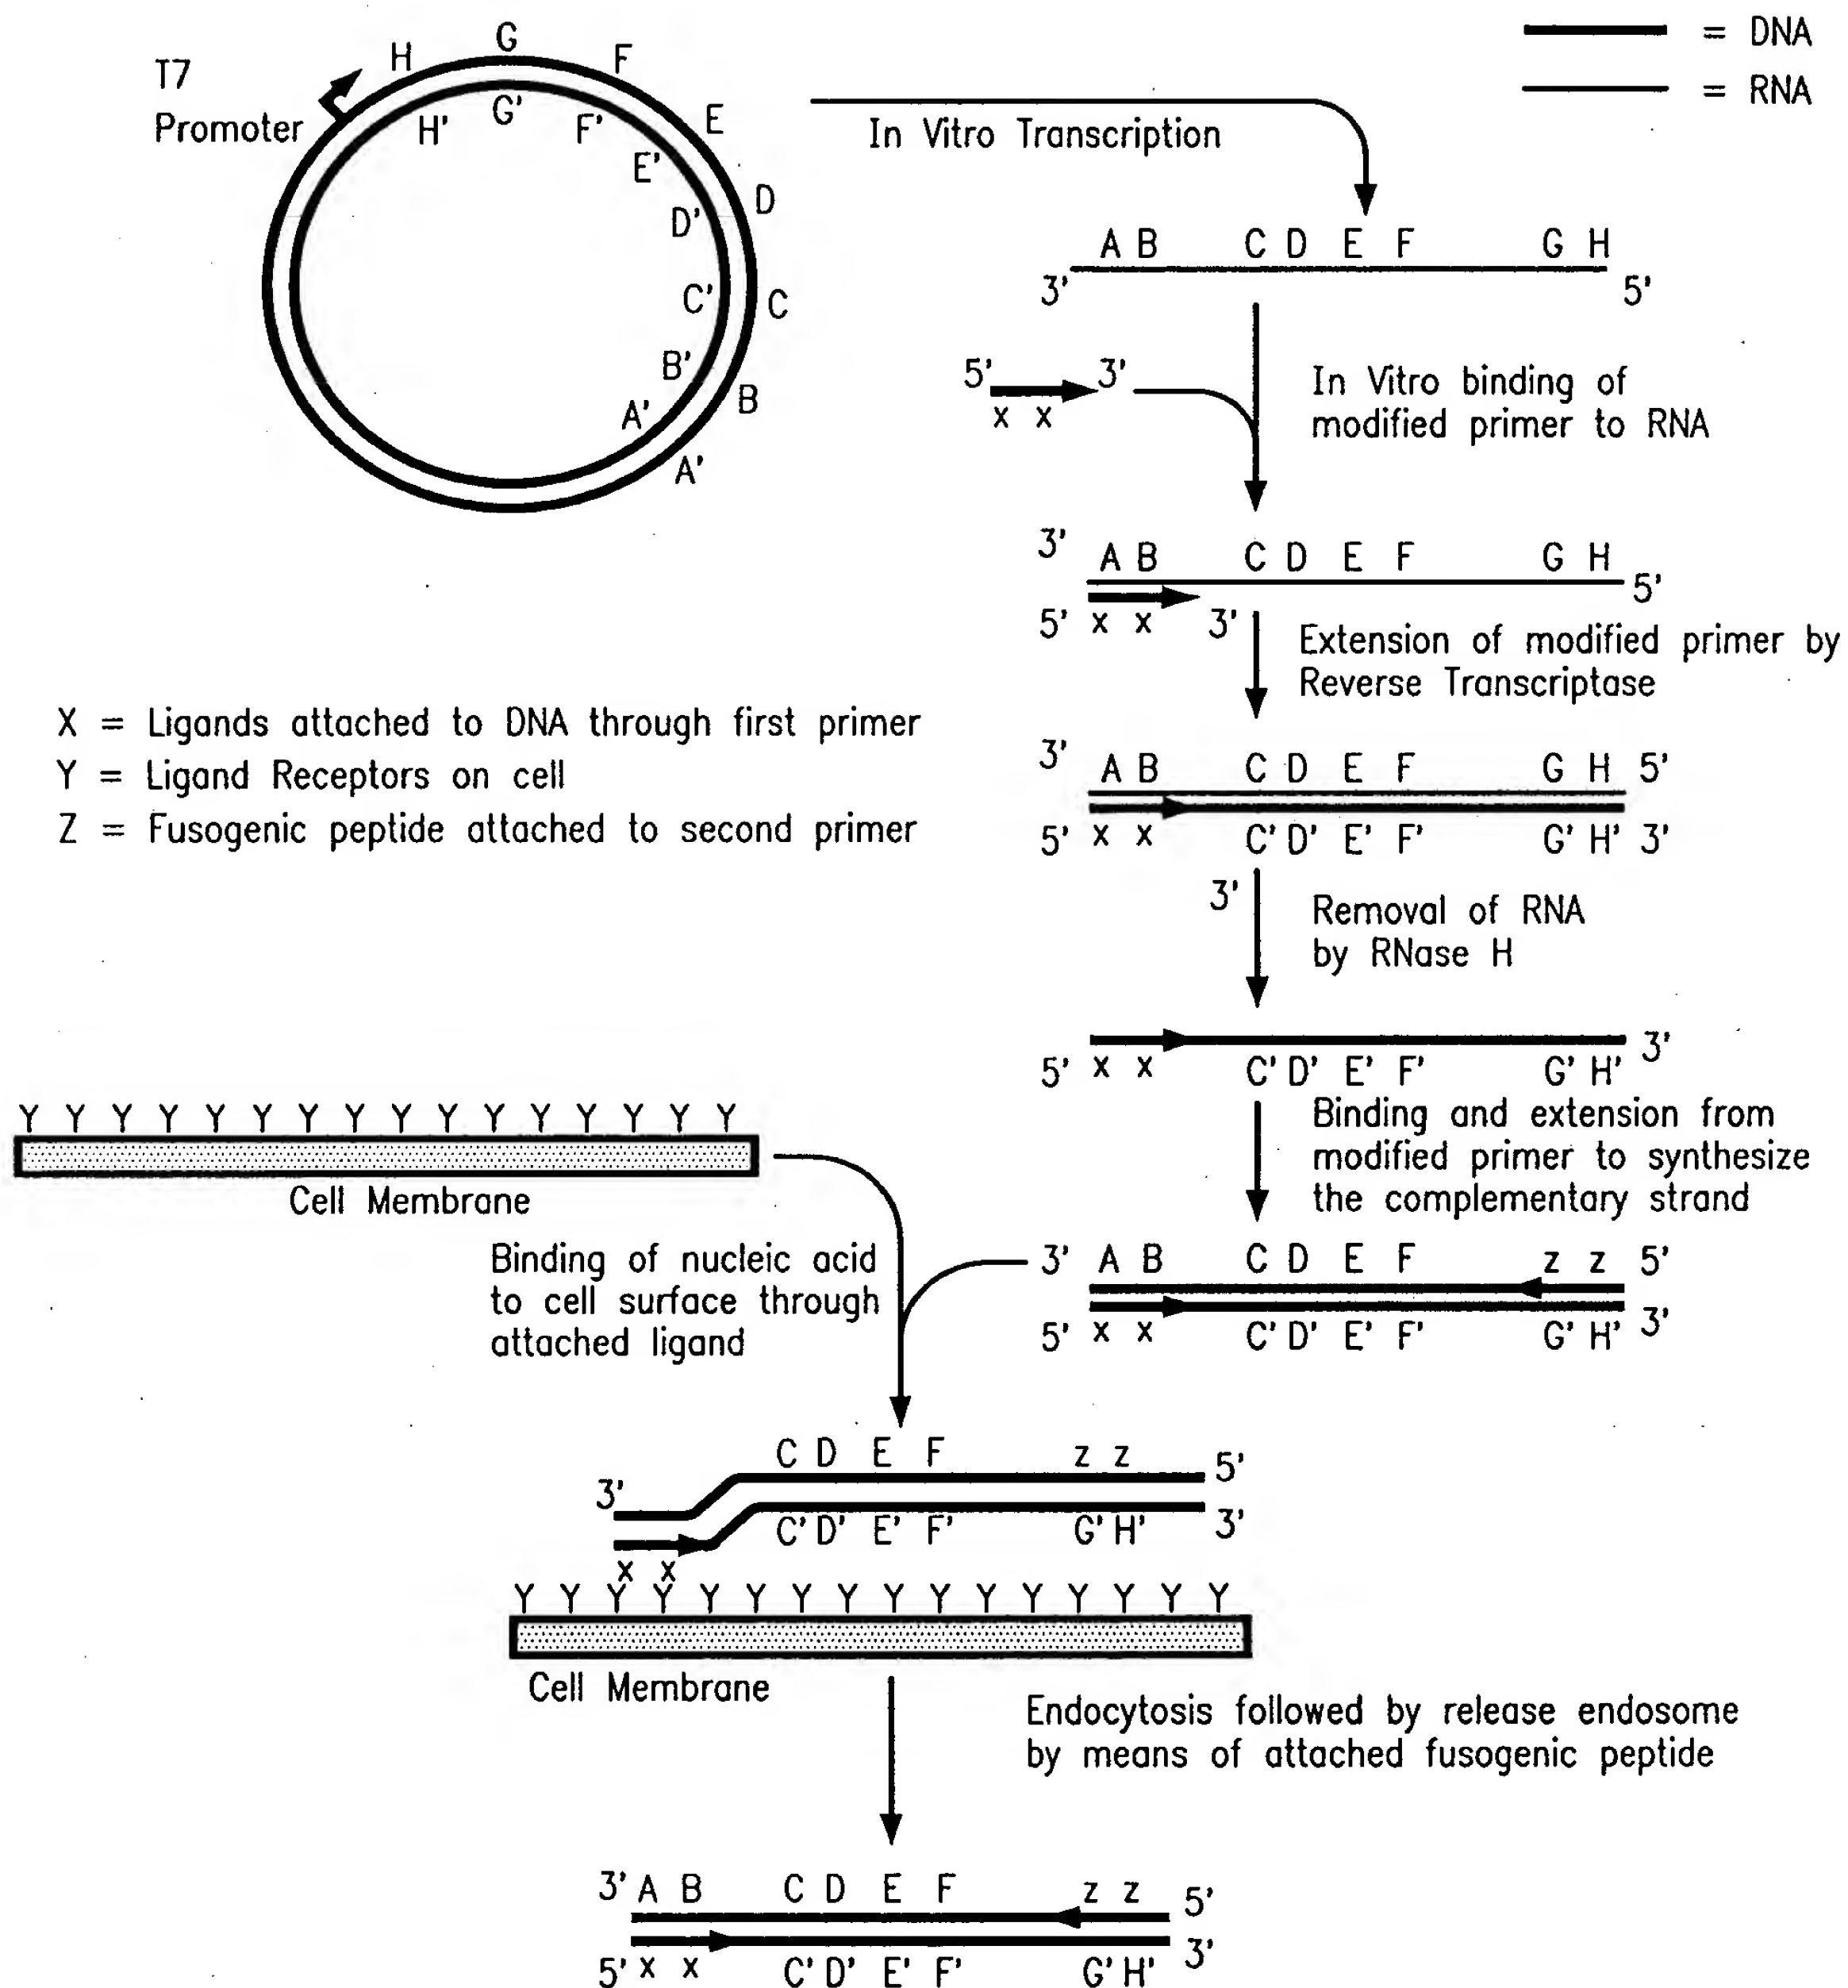 = DNA
= RNA
T7
Promoter
H G F E D C B A'
H' G' F' E' D' C' B' A'
In Vitro Transcription
A B C D E F G H
3' 5'
5' 3'
x x
In Vitro binding of
modified primer to RNA
3' A B C D E F G H 5'
5' x x 3'
Extension of modified primer by
Reverse Transcriptase
X = Ligands attached to DNA through first primer
Y = Ligand Receptors on cell
Z = Fusogenic peptide attached to second primer
3' A B C D E F G H 5'
5' x x C' D' E' F' G' H' 3'
3'
Removal of RNA
by RNase H
5' x x C' D' E' F' G' H' 3'
Binding and extension from
modified primer to synthesize
the complementary strand
Y Y Y Y Y Y Y Y Y Y Y Y Y Y Y Y
Cell Membrane
Binding of nucleic acid
to cell surface through
attached ligand
3' A B C D E F z z 5'
5' x x C' D' E' F' G' H' 3'
C D E F z z 5'
3'
C' D' E' F' G' H' 3'
x x
Y Y Y Y Y Y Y Y Y Y Y Y Y Y Y Y
Cell Membrane
Endocytosis followed by release endosome
by means of attached fusogenic peptide
3' A B C D E F z z 5'
5' x x C' D' E' F' G' H' 3'